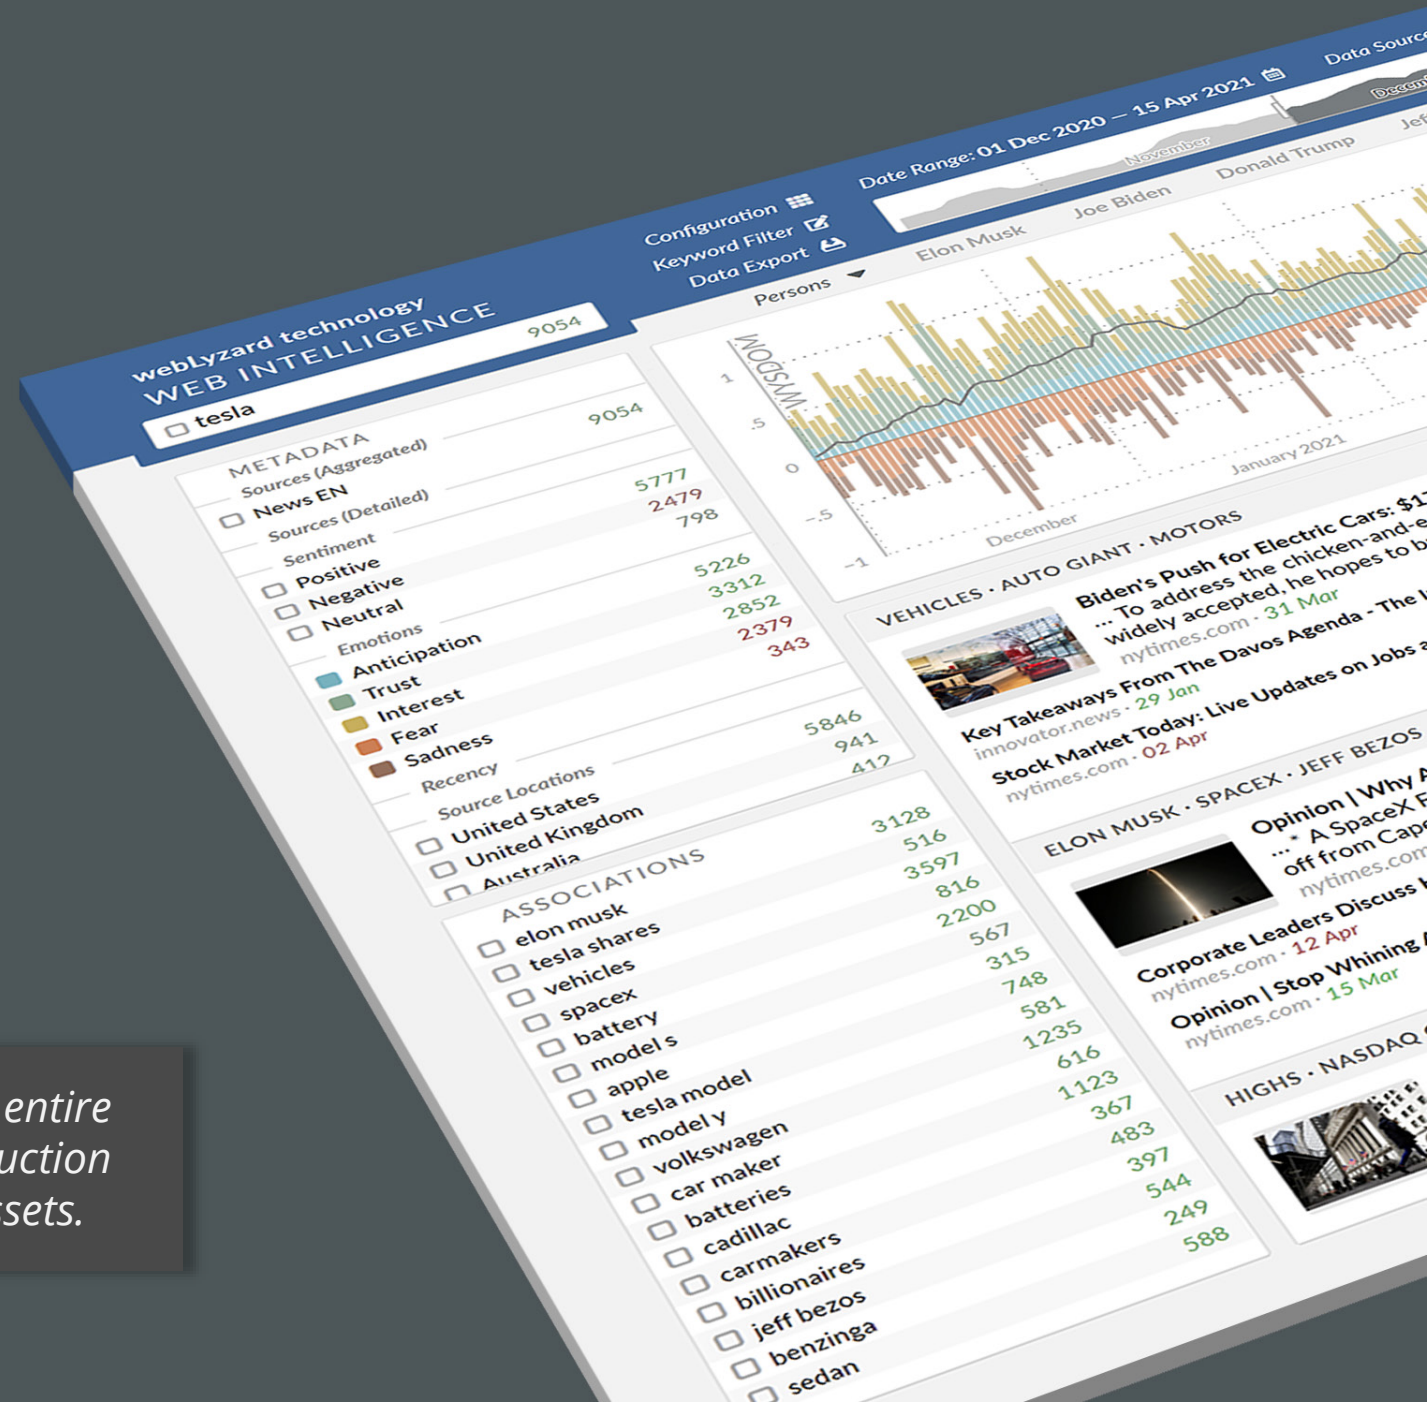 Data Source
Date Range: 01 Dec 2020 — 15 Apr 2021
November
Configuration
Keyword Filter
Data Export
Persons
Elon Musk
Joe Biden
Donald Trump
webLyzard technology
WEB INTELLIGENCE
tesla 9054
METADATA
Sources (Aggregated)
News EN 9054
Sources (Detailed)
Sentiment
Positive 5777
Negative 2479
Neutral 798
Emotions
Anticipation 5226
Trust 3312
Interest 2852
Fear 2379
Sadness 343
Recency
Source Locations
United States 5846
United Kingdom 941
Australia 412
ASSOCIATIONS
elon musk 3128
tesla shares 516
vehicles 3597
spacex 816
battery 2200
model s 567
apple 315
tesla model 748
model y 581
volkswagen 1235
car maker 616
batteries 1123
cadillac 367
carmakers 483
billionaires 397
jeff bezos 544
benzinga 249
sedan 588
WYSDOM
1
.5
0
-.5
-1
December
January 2021
VEHICLES · AUTO GIANT · MOTORS
Biden's Push for Electric Cars: $1
... To address the chicken-and-e
widely accepted, he hopes to b
nytimes.com · 31 Mar
Key Takeaways From The Davos Agenda - The
innovator.news · 29 Jan
Stock Market Today: Live Updates on Jobs
nytimes.com · 02 Apr
ELON MUSK · SPACEX · JEFF BEZOS
Opinion | Why
...* A SpaceX
off from Cape
nytimes.com
Corporate Leaders Discuss
nytimes.com · 12 Apr
Opinion | Stop Whining
nytimes.com · 15 Mar
HIGHS · NASDAQ
entire
uction
ssets.